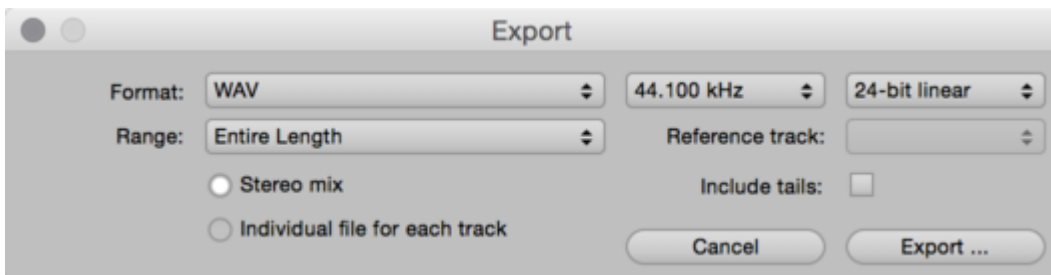 Export
Format: WAV 44.100 kHz 24-bit linear
Range: Entire Length Reference track:
Stereo mix Include tails:
Individual file for each track
Cancel Export ...